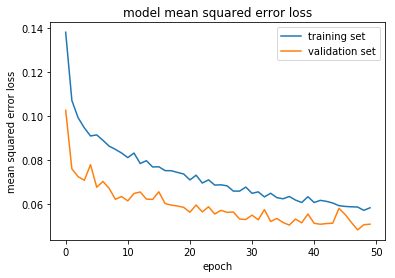 model mean squared error loss
training set
validation set
mean squared error loss
0.14
0.12
0.10
0.08
0.06
0
10
20
30
40
50
epoch